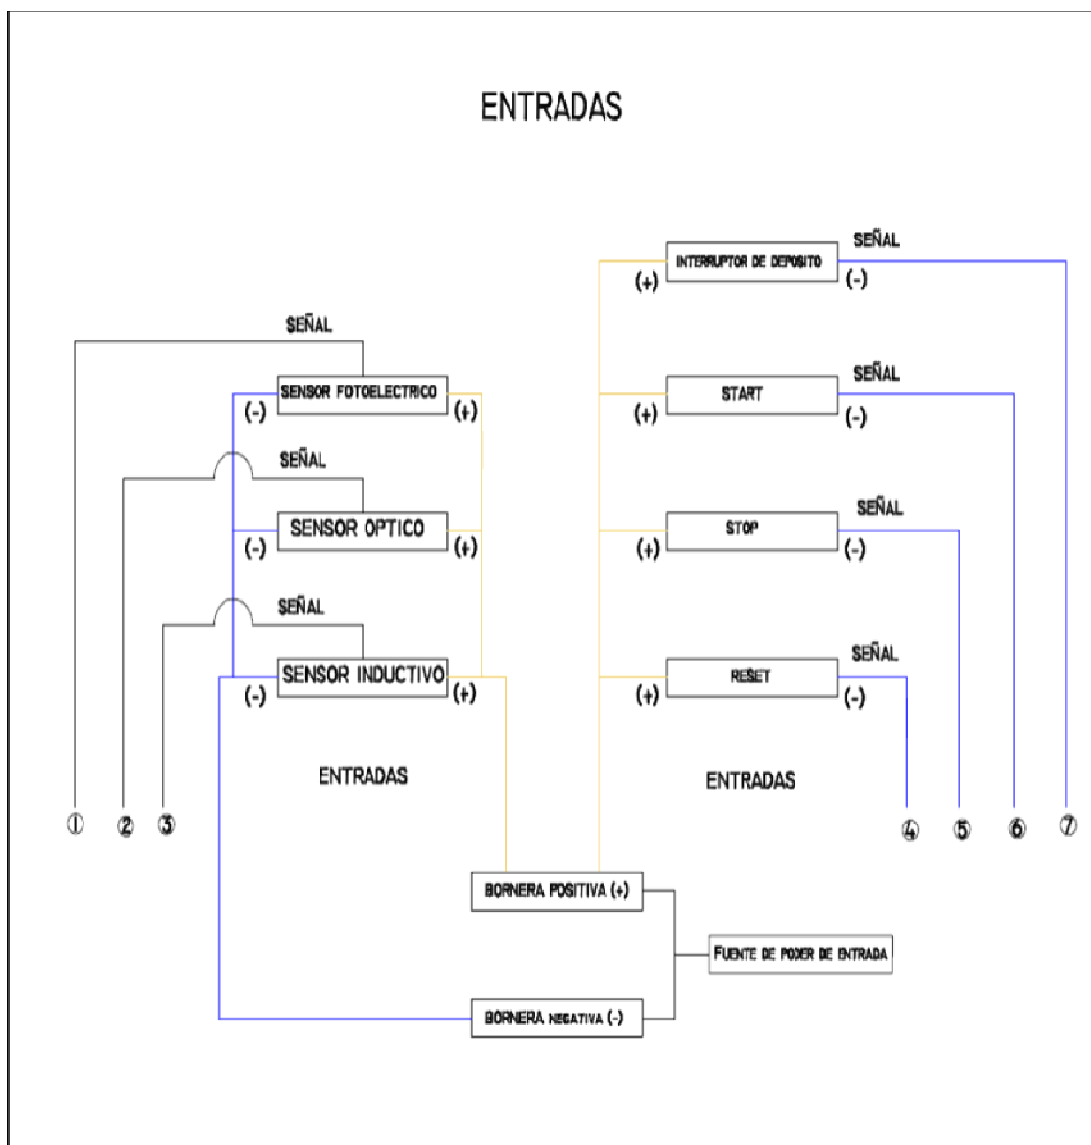 ENTRADAS
SEÑAL
INTERRUPTOR DE DEPOSITO
(+)
(-)
SEÑAL
SENSOR FOTOELECTRICO
(-)
(+)
SEÑAL
START
(+)
(-)
SEÑAL
SENSOR OPTICO
(-)
(+)
SEÑAL
STOP
(+)
(-)
SEÑAL
SENSOR INDUCTIVO
(-)
(+)
SEÑAL
RESET
(+)
(-)
ENTRADAS
ENTRADAS
① ② ③
④ ⑤ ⑥ ⑦
BORNERA POSITIVA (+)
FUENTE DE PODER DE ENTRADA
BORNERA NEGATIVA (-)